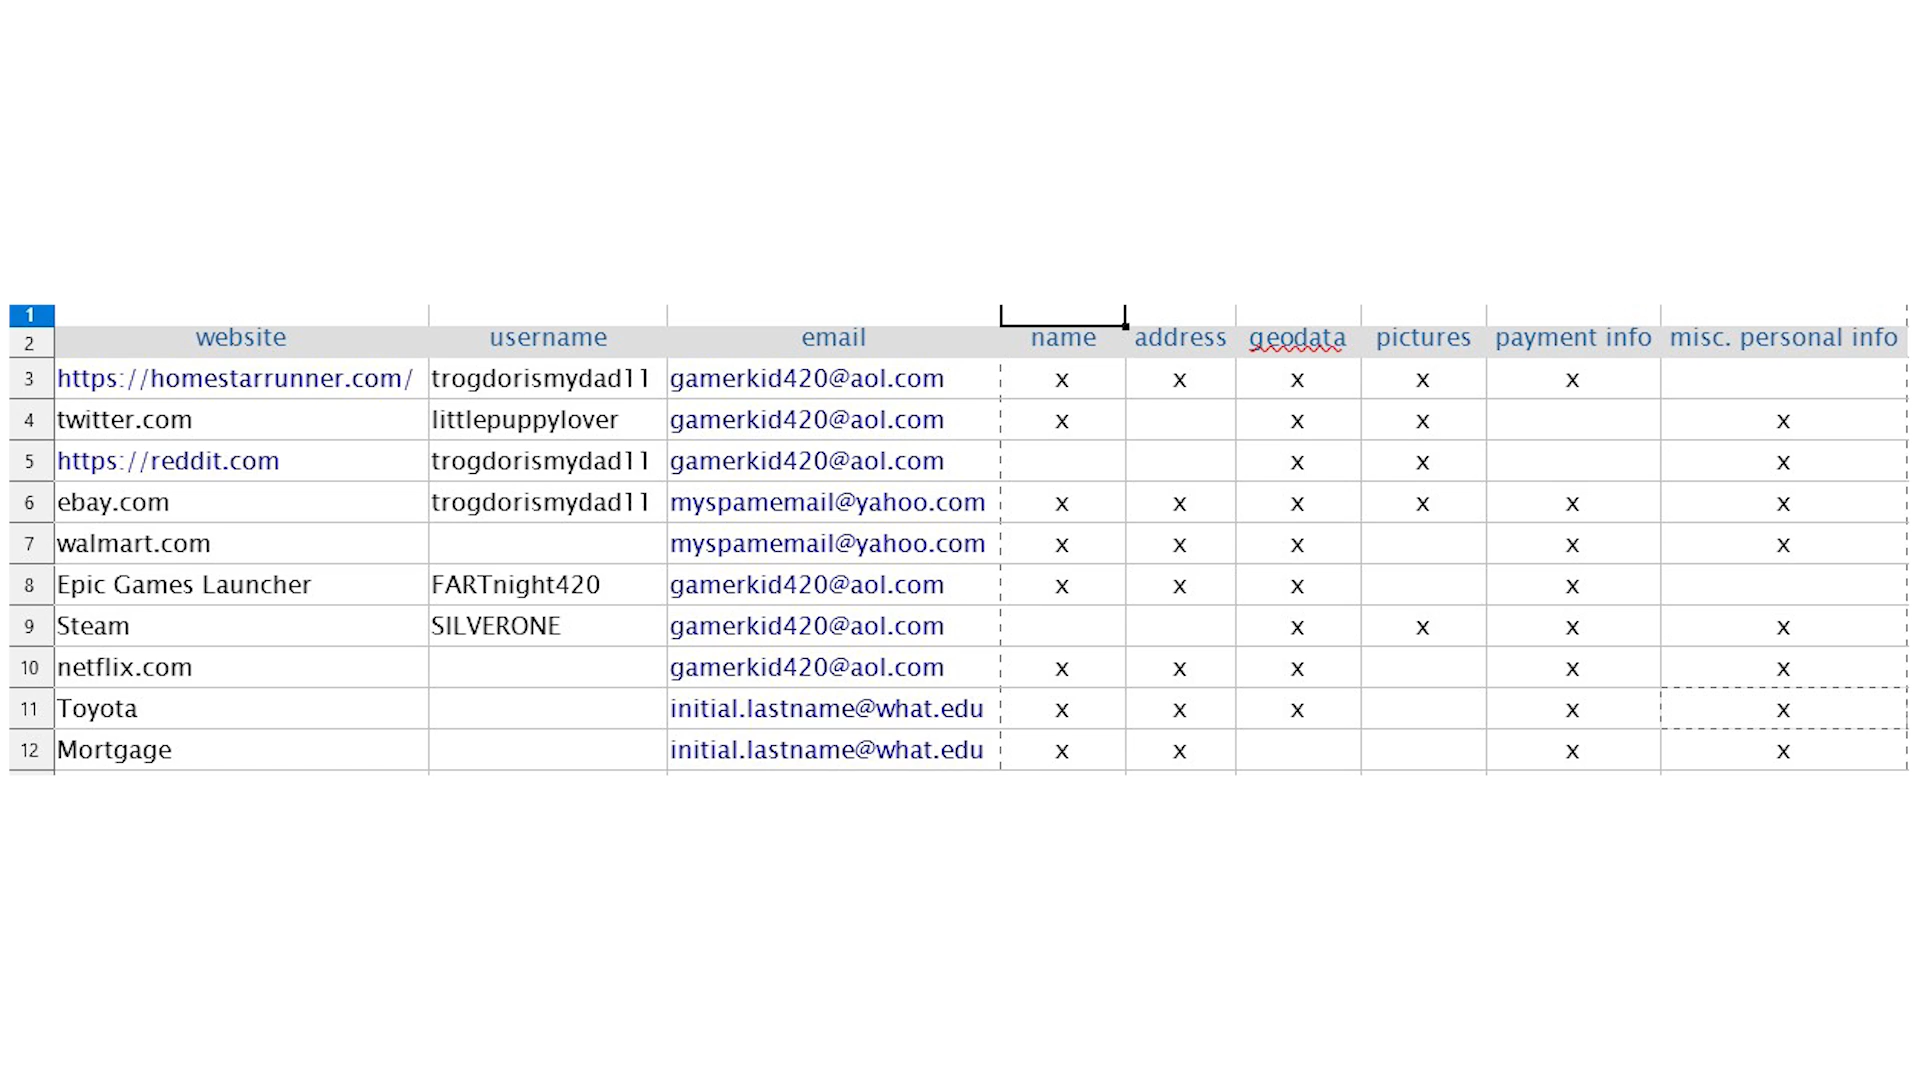 1
2 website username email name address geodata pictures payment info misc. personal info
3 https://homestarrunner.com/ trogdorismydad11 gamerkid420@aol.com x x x x x
4 twitter.com littlepuppylover gamerkid420@aol.com x x x x
5 https://reddit.com trogdorismydad11 gamerkid420@aol.com x x x
6 ebay.com trogdorismydad11 myspamemail@yahoo.com x x x x x x
7 walmart.com myspamemail@yahoo.com x x x x x
8 Epic Games Launcher FARTnight420 gamerkid420@aol.com x x x x
9 Steam SILVERONE gamerkid420@aol.com x x x x
10 netflix.com gamerkid420@aol.com x x x x x
11 Toyota initial.lastname@what.edu x x x x x
12 Mortgage initial.lastname@what.edu x x x x